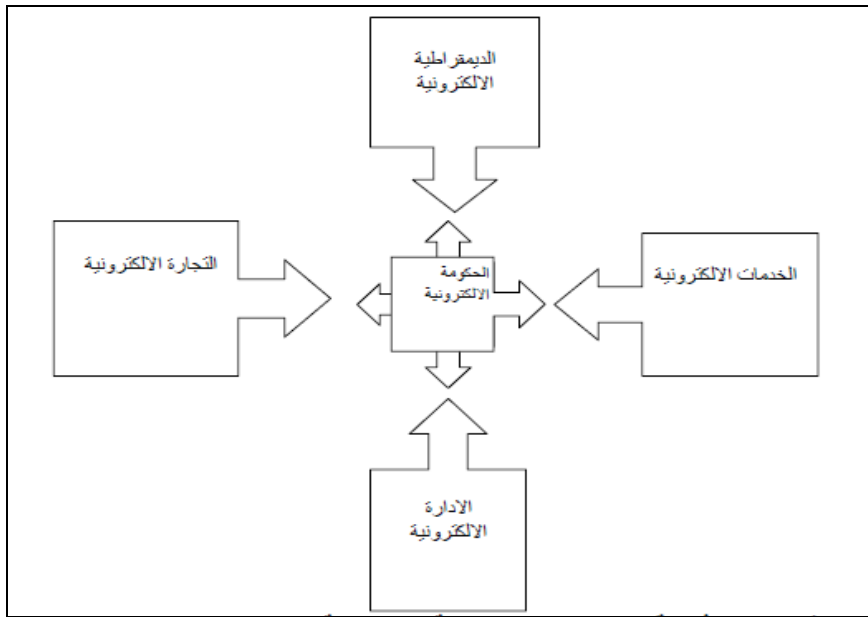 الديمقراطية
الالكترونية
التجارة الالكترونية
الحكومة
الالكترونية
الخدمات الالكترونية
الادارة
الالكترونية